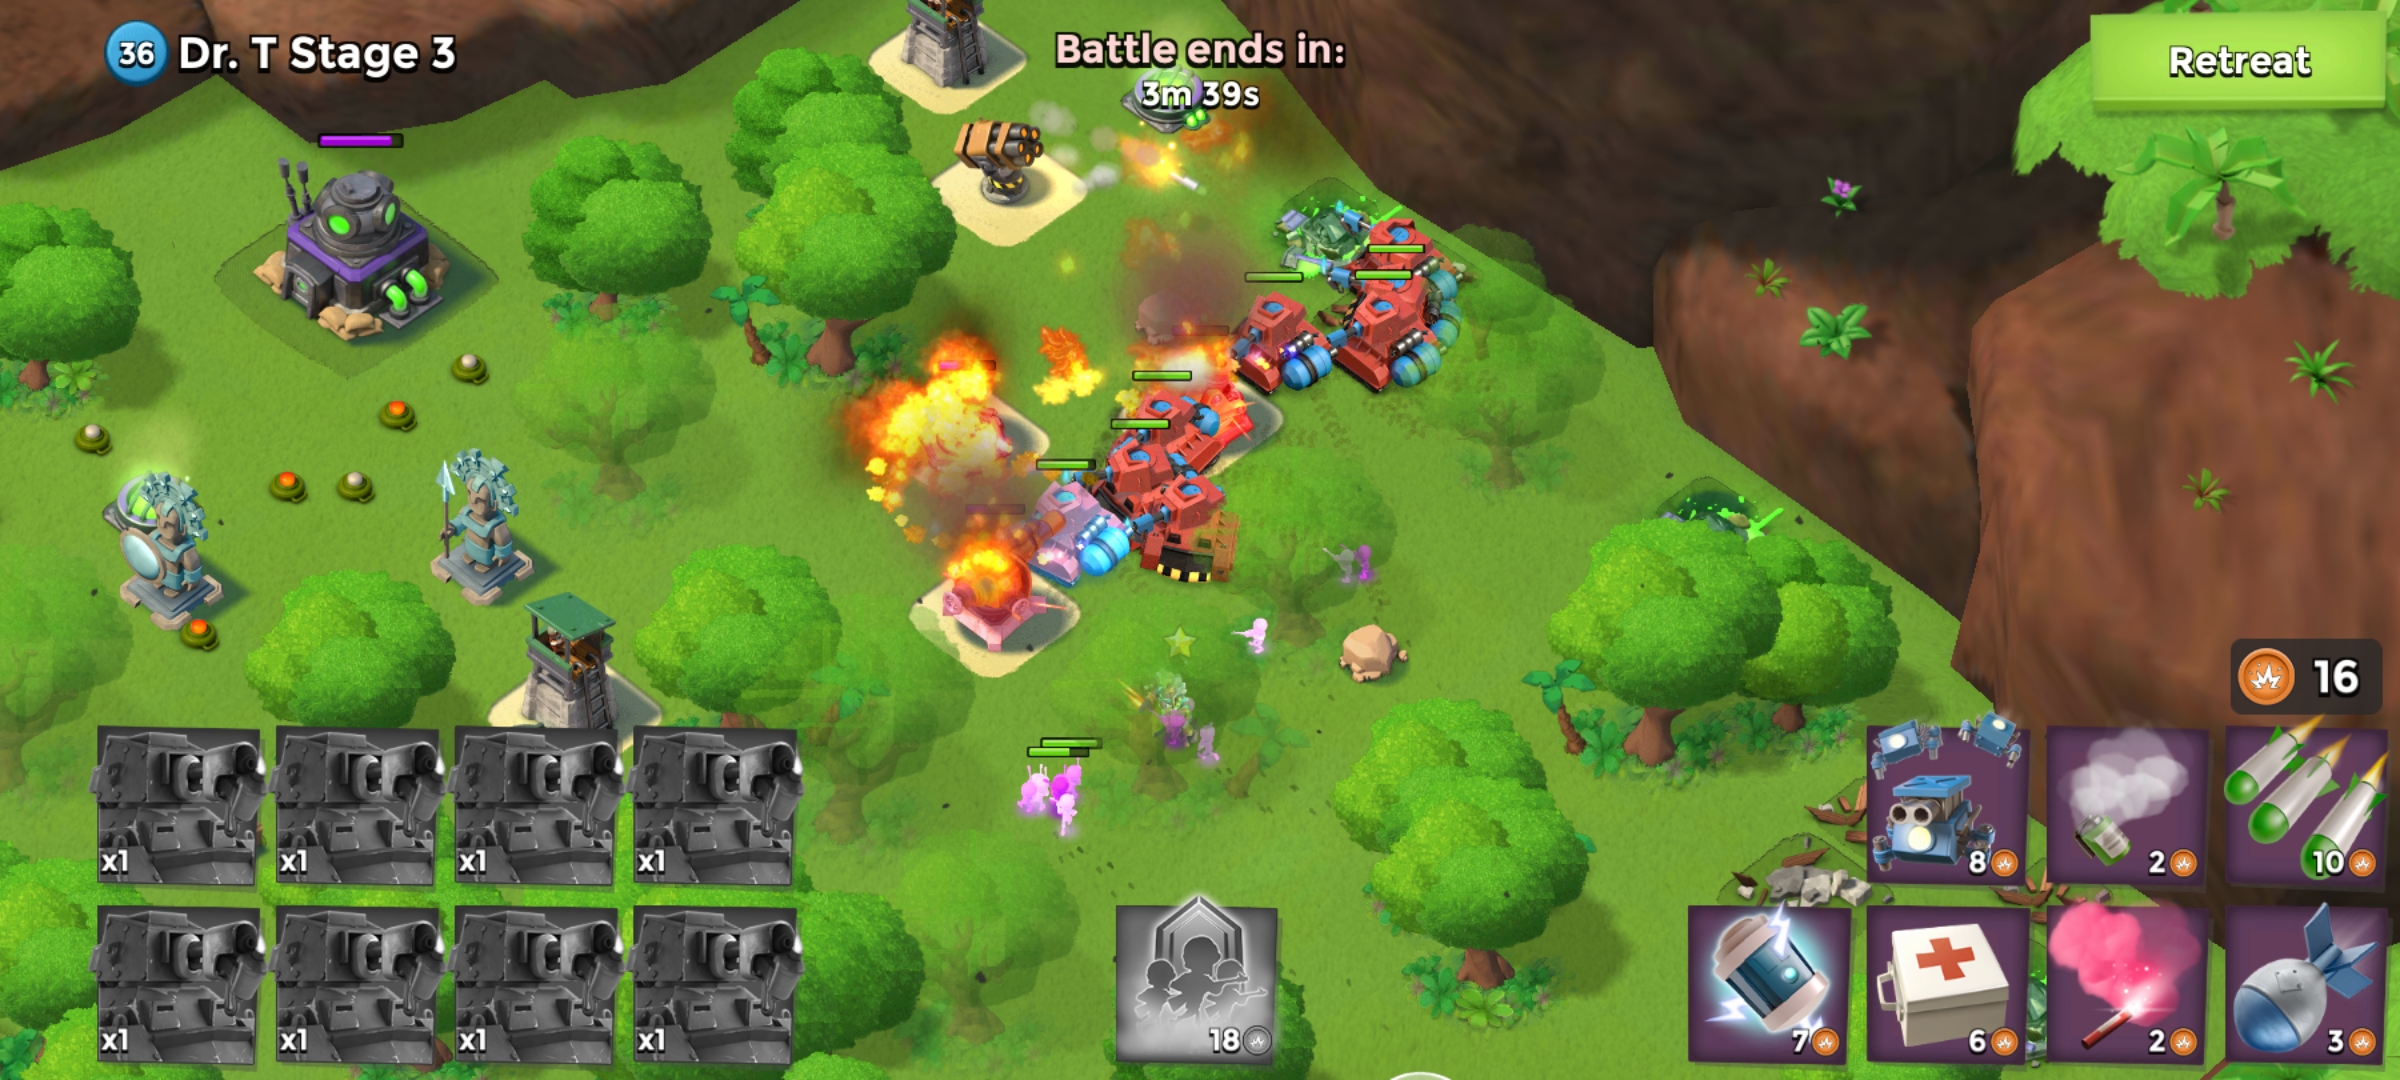 36 Dr. T Stage 3
Battle ends in:
3m 39s
Retreat
16
x1 x1 x1 x1
8 2 10
x1 x1 x1 x1
18
7 6 2 3